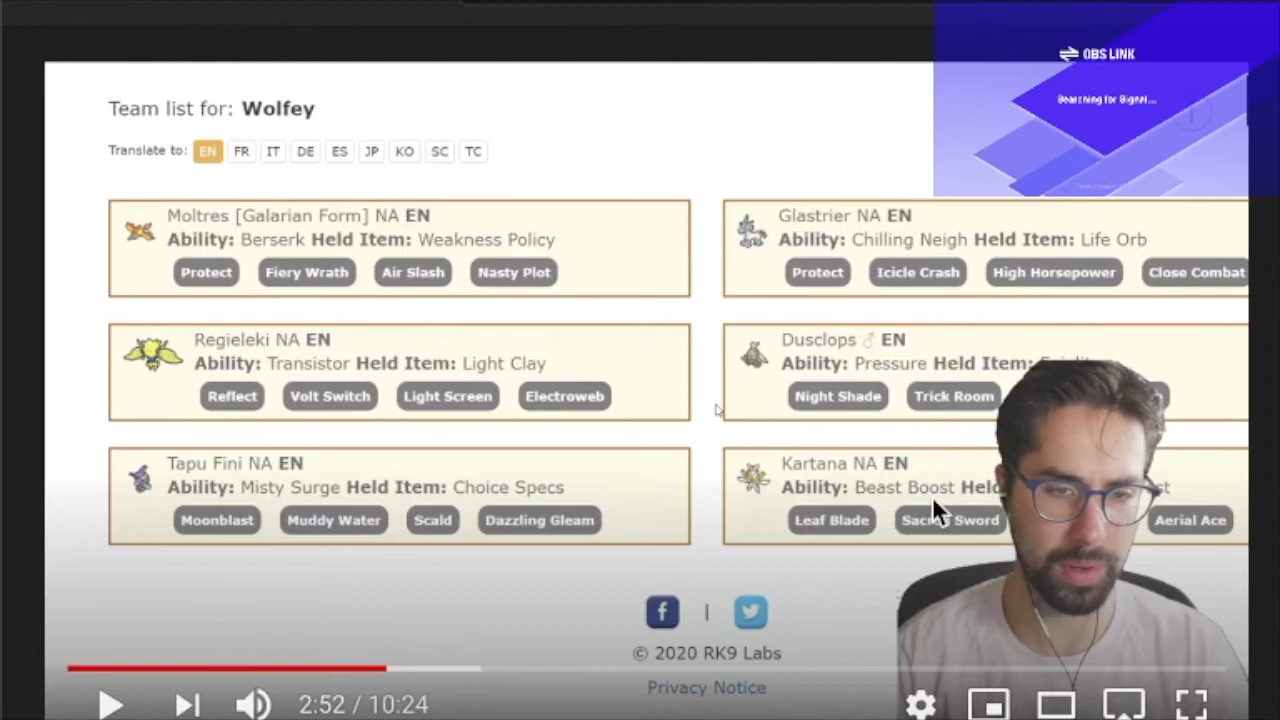 OBS LINK
Searching for Signal...
Team list for: Wolfey
Translate to: EN FR IT DE ES JP KO SC TC
Moltres [Galarian Form] NA EN
Ability: Berserk Held Item: Weakness Policy
Protect Fiery Wrath Air Slash Nasty Plot
Glastrier NA EN
Ability: Chilling Neigh Held Item: Life Orb
Protect Icicle Crash High Horsepower Close Combat
Regieleki NA EN
Ability: Transistor Held Item: Light Clay
Reflect Volt Switch Light Screen Electroweb
Dusclops ♂ EN
Ability: Pressure Held Item:
Night Shade Trick Room
Tapu Fini NA EN
Ability: Misty Surge Held Item: Choice Specs
Moonblast Muddy Water Scald Dazzling Gleam
Kartana NA EN
Ability: Beast Boost
Leaf Blade Sacred Sword Aerial Ace
f |
© 2020 RK9 Labs
Privacy Notice
2:52 / 10:24